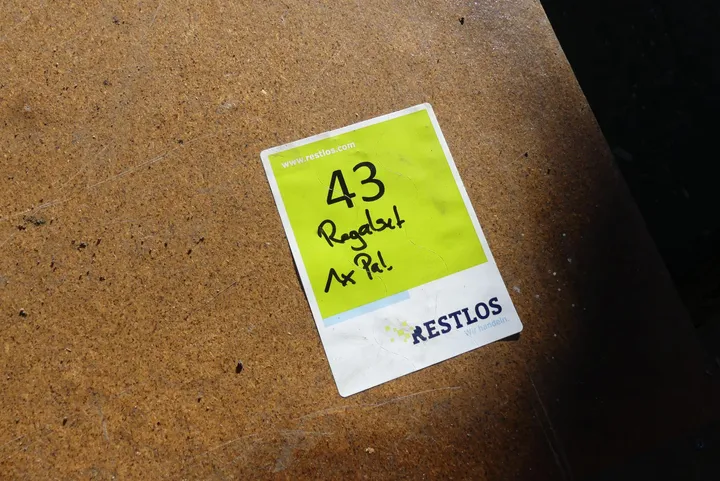 www.restlos.com
43
Regalset
1x Pal.
RESTLOS
Wir handeln.